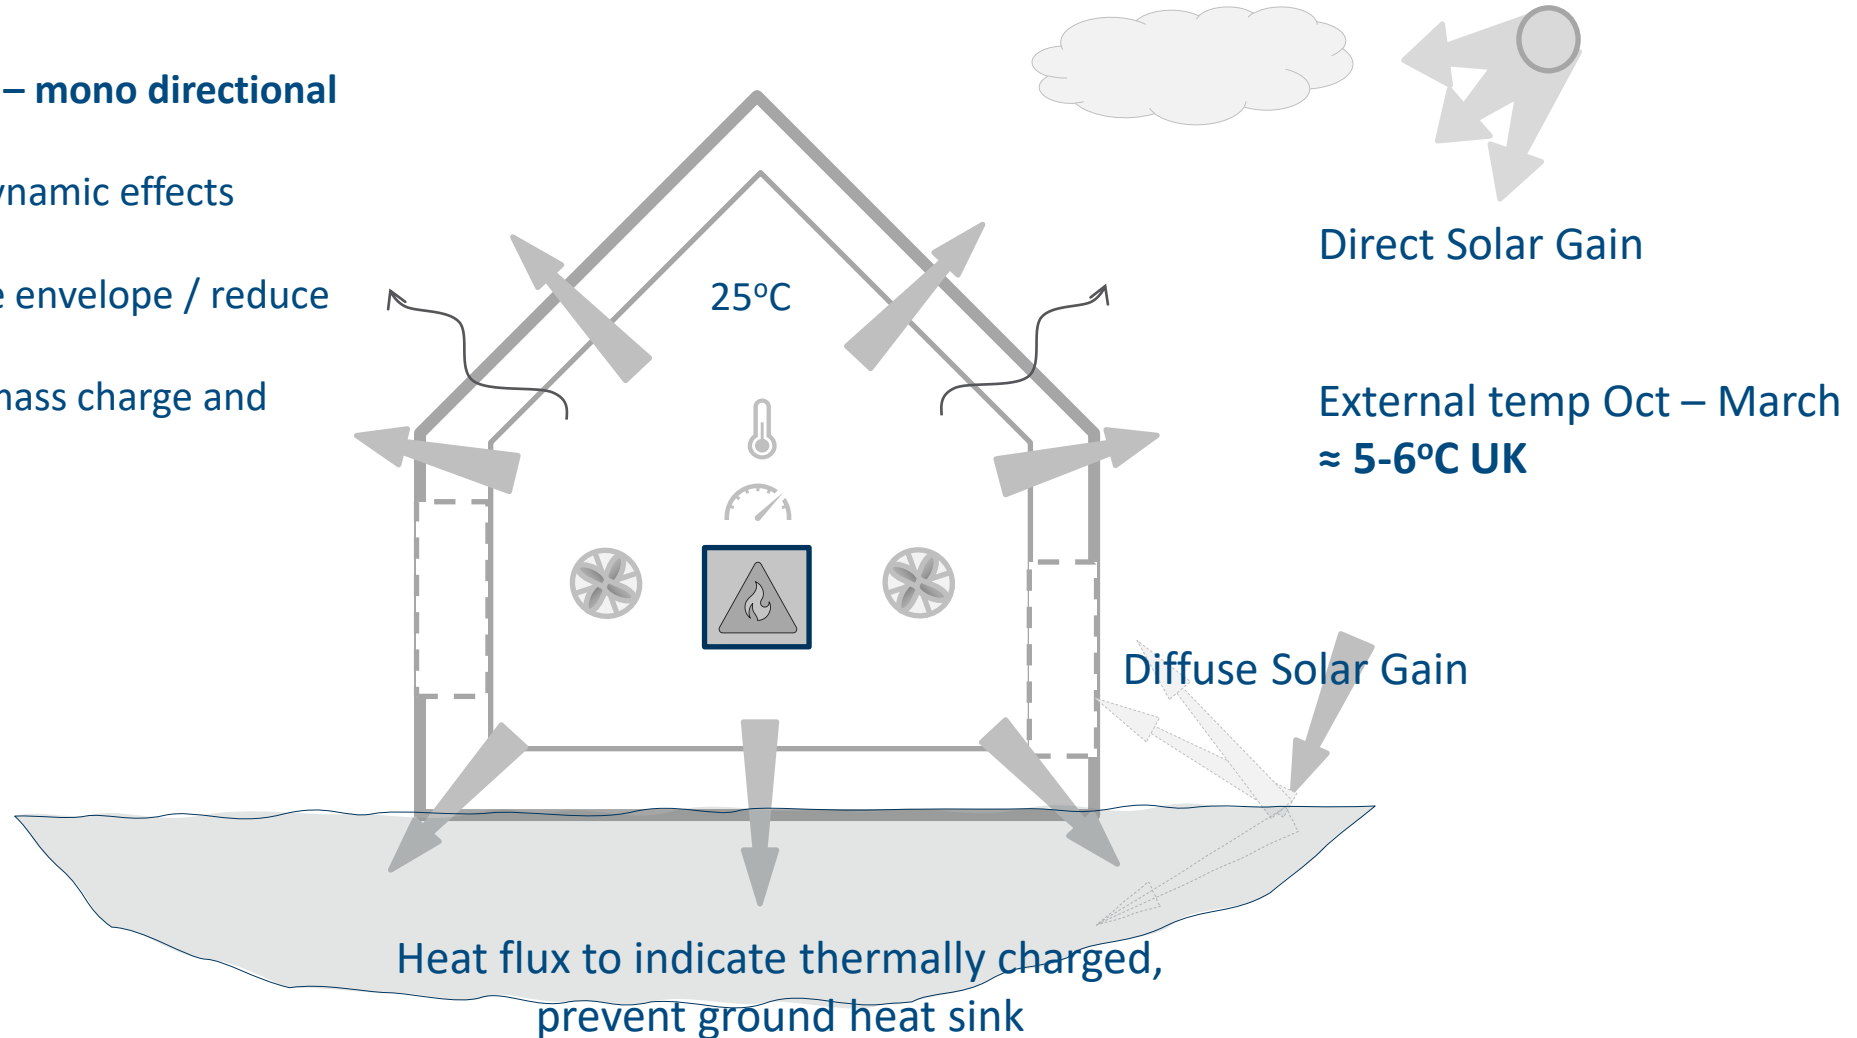 – mono directional
ynamic effects
e envelope / reduce
mass charge and
25°C
Direct Solar Gain
External temp Oct – March
≈ 5-6°C UK
Diffuse Solar Gain
Heat flux to indicate thermally charged,
prevent ground heat sink